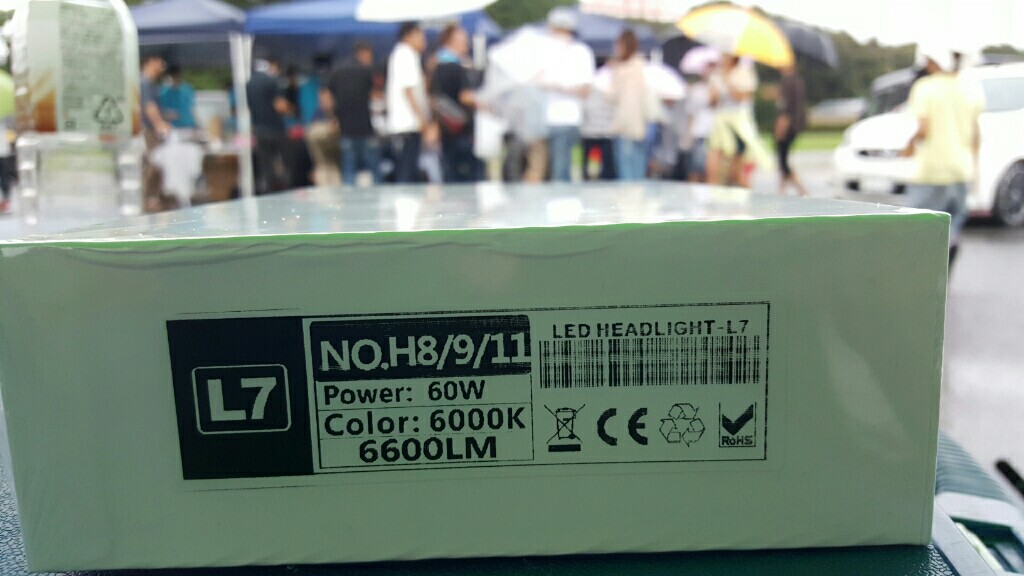 L7
NO.H8/9/11
Power: 60W
Color: 6000K
6600LM
LED HEADLIGHT-L7
CE
RoHS